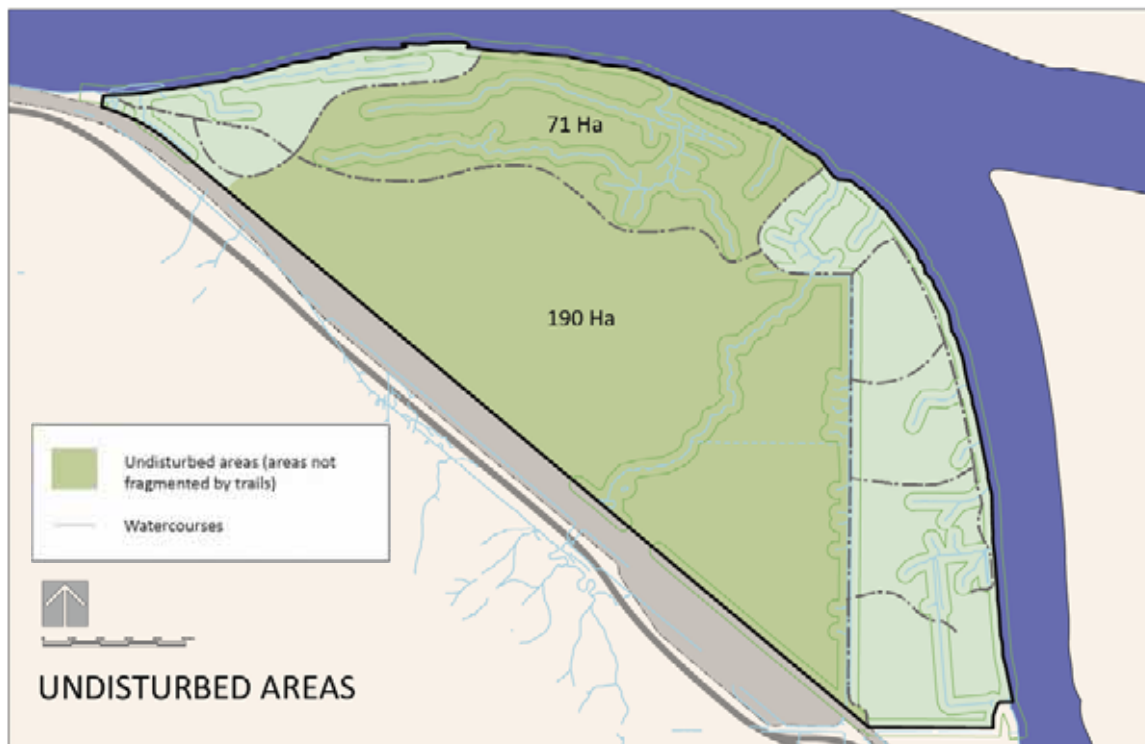 71 Ha
190 Ha
Undisturbed areas (areas not
fragmented by trails)
Watercourses
UNDISTURBED AREAS